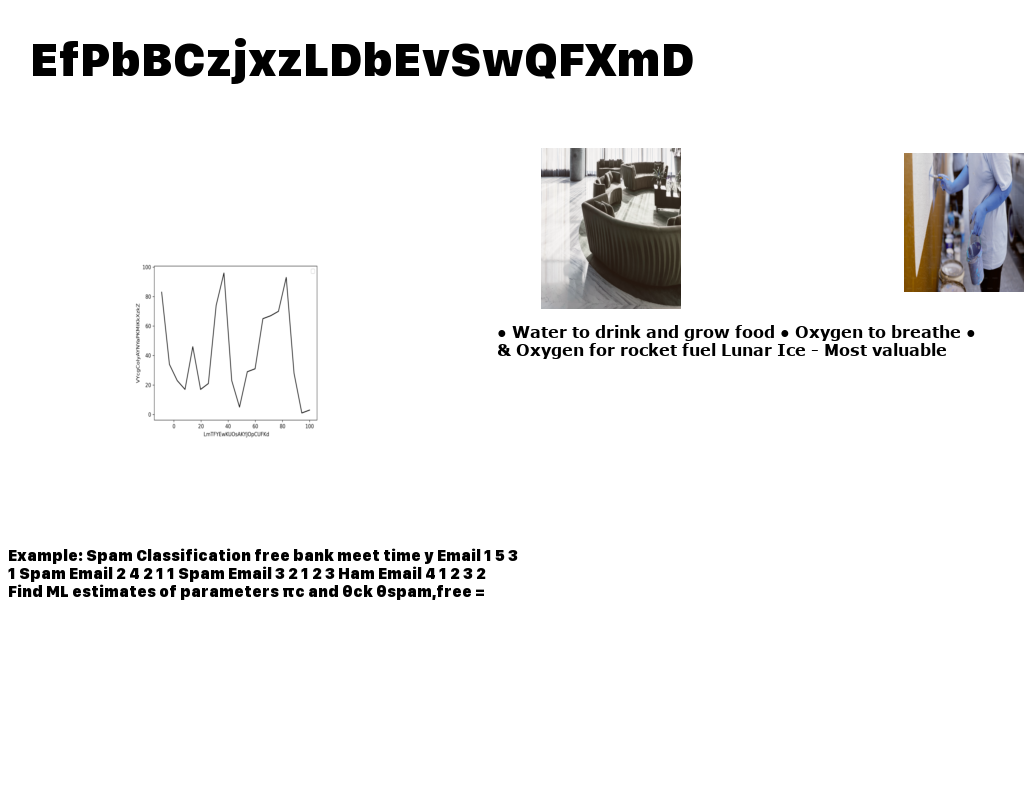 EfPbBCzjxzLDbEvSwQFXmD
● Water to drink and grow food ● Oxygen to breathe ●
& Oxygen for rocket fuel Lunar Ice – Most valuable
100
80
60
40
20
0
0 20 40 60 80 100
Example: Spam Classification free bank meet time y Email 1 5 3
1 Spam Email 2 4 2 1 1 Spam Email 3 2 1 2 3 Ham Email 4 1 2 3 2
Find ML estimates of parameters πc and θck θspam,free =